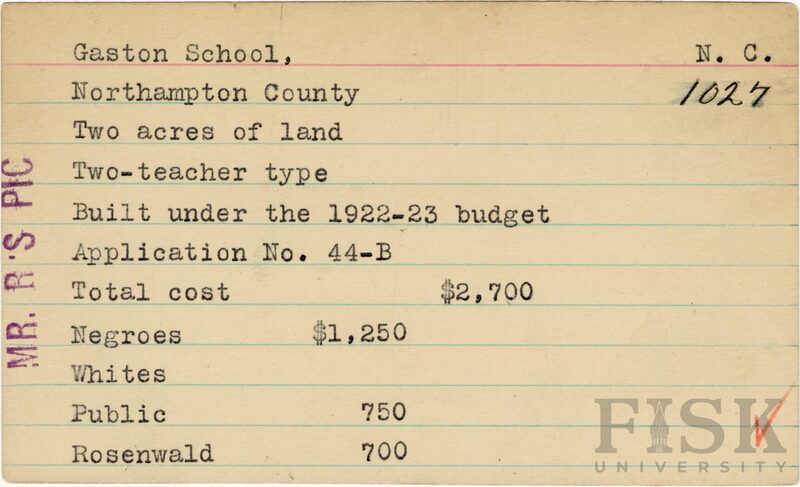 Gaston School, N. C.
Northampton County 1027
Two acres of land
Two-teacher type
Built under the 1922-23 budget
Application No. 44-B
Total cost $2,700
Negroes $1,250
Whites
Public 750
Rosenwald 700
MR. R'S PIC
FISK
UNIVERSITY